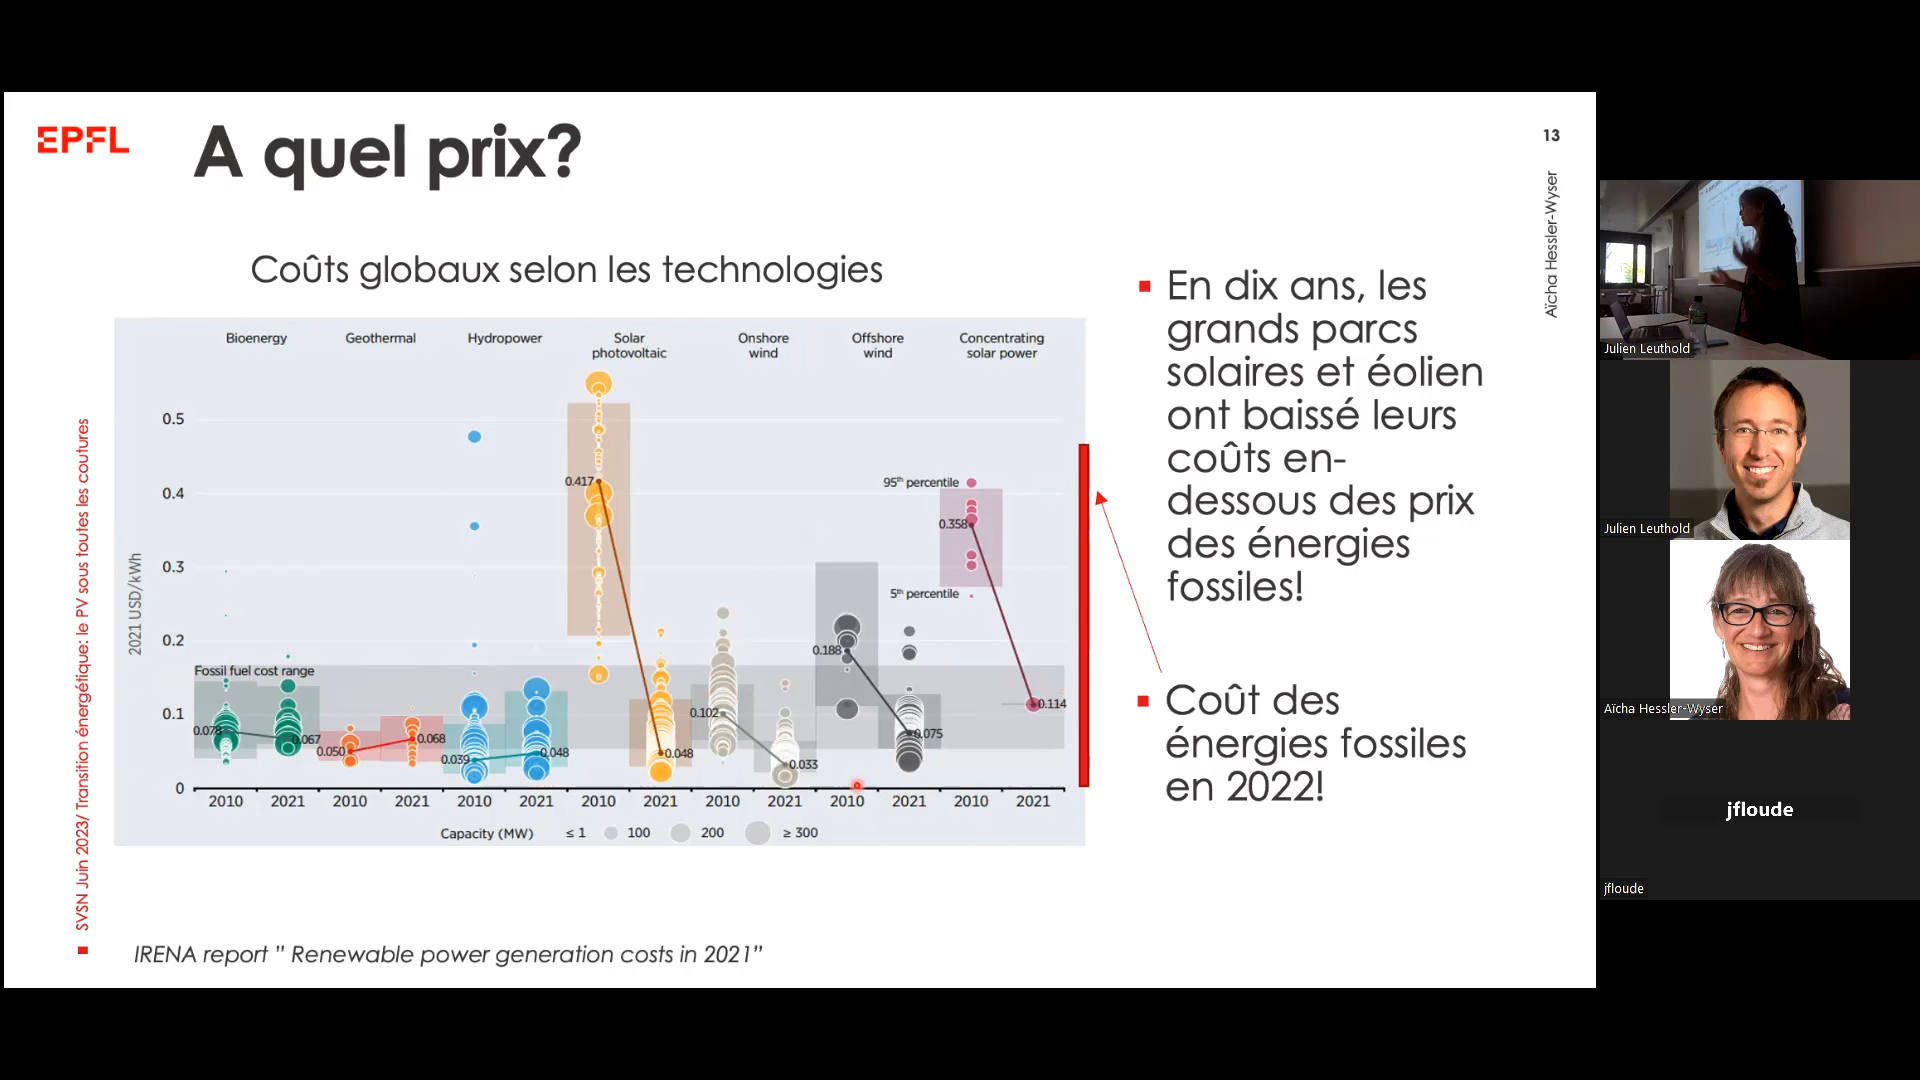 EPFL
A quel prix?
13
Aïcha Hessler-Wyser
SVSN Juin 2023/ Transition énergétique: le PV sous toutes les coutures
Coûts globaux selon les technologies
Bioenergy
Geothermal
Hydropower
Solar
photovoltaic
Onshore
wind
Offshore
wind
Concentrating
solar power
2021 USD/kWh
0.5
0.4
0.3
0.2
0.1
0
95th percentile
5th percentile
Fossil fuel cost range
0.078
0.067
0.050
0.068
0.039
0.048
0.417
0.048
0.102
0.033
0.188
0.075
0.358
0.114
2010 2021 2010 2021 2010 2021 2010 2021 2010 2021 2010 2021 2010 2021
Capacity (MW) ≤ 1 100 200 ≥ 300
En dix ans, les
grands parcs
solaires et éolien
ont baissé leurs
coûts en-
dessous des prix
des énergies
fossiles!
Coût des
énergies fossiles
en 2022!
IRENA report ” Renewable power generation costs in 2021”
Julien Leuthold
Julien Leuthold
Aïcha Hessler-Wyser
jfloude
jfloude